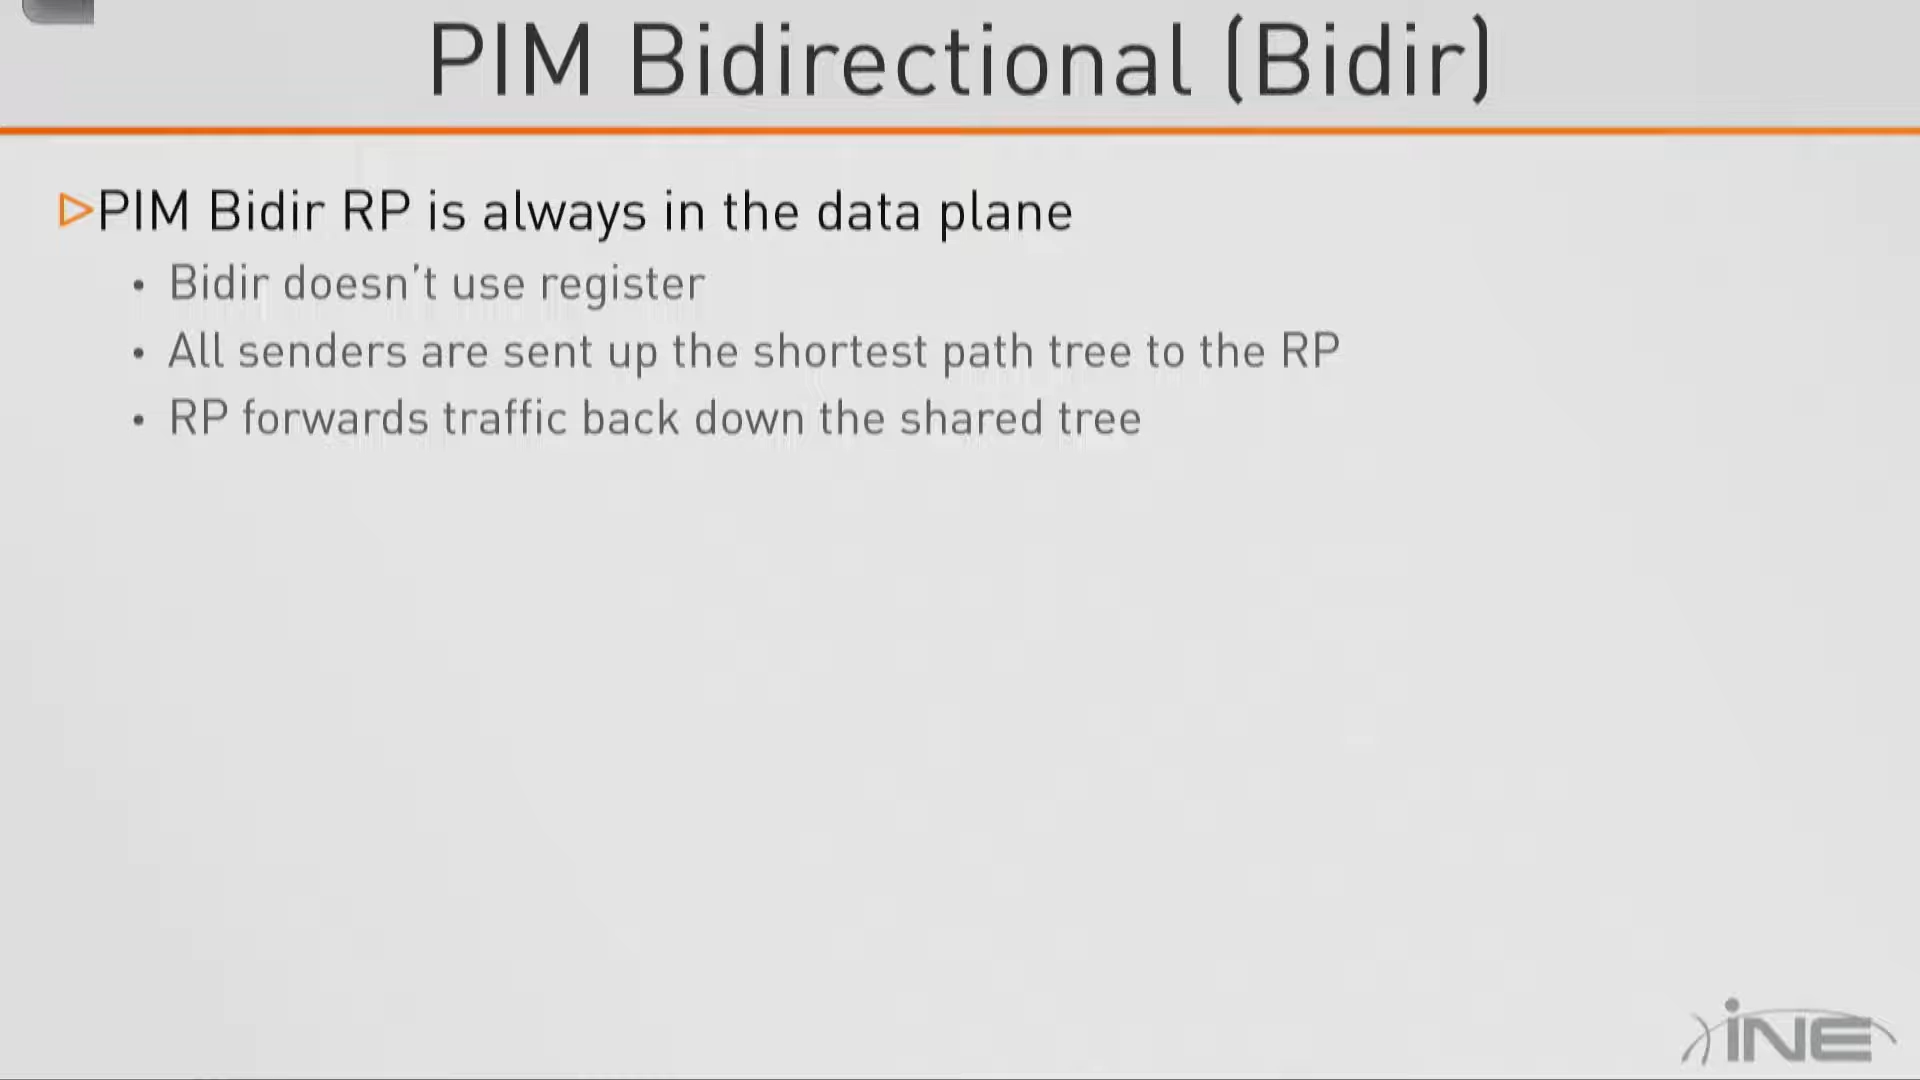 PIM Bidirectional (Bidir)
PIM Bidir RP is always in the data plane
• Bidir doesn't use register
• All senders are sent up the shortest path tree to the RP
• RP forwards traffic back down the shared tree
iNE